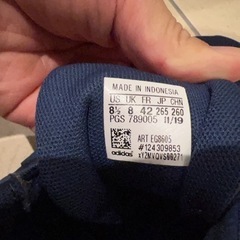 MADE IN INDONESIA
US UK FR JP CHN
8½ 8 42 265 260
PGS 789005 11/19
ART EG8605
#124309853
adidas